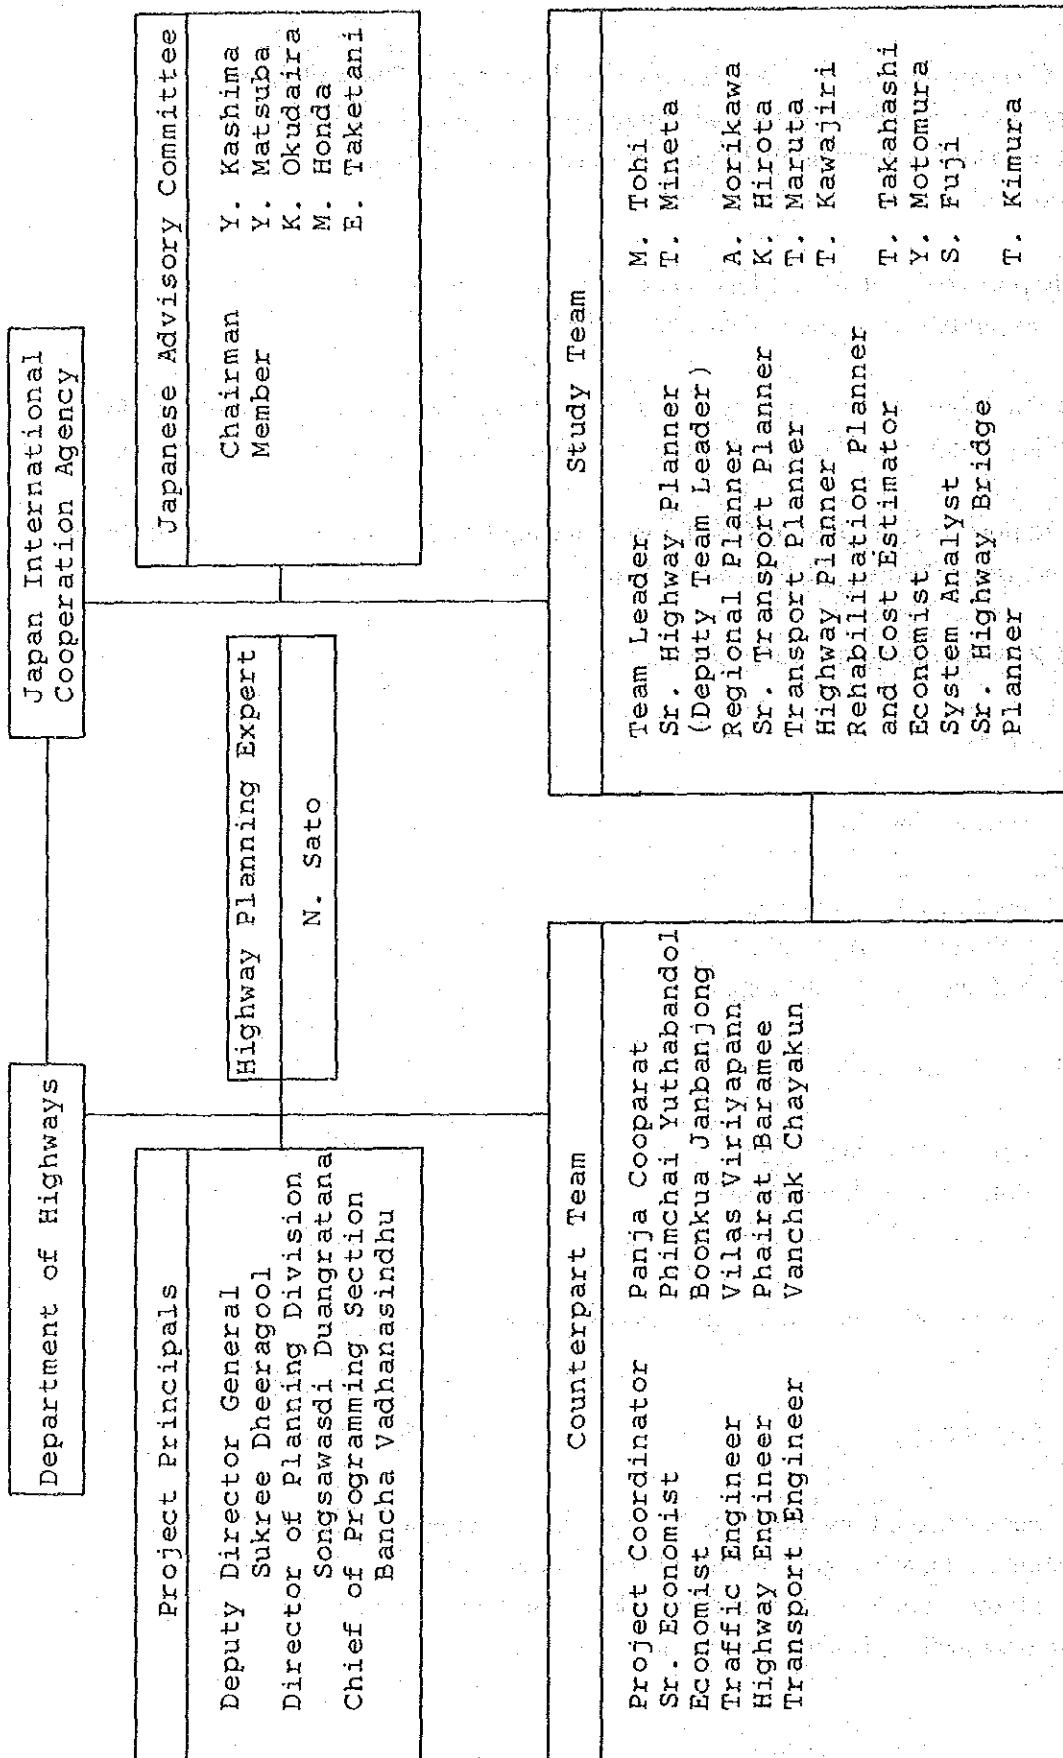 Department of Highways
Japan International
Cooperation Agency
Project Principals
Deputy Director General
Sukree Dheeragool
Director of Planning Division
Songsawasdi Duangratana
Chief of Programming Section
Bancha Vadhanasindhu
Highway Planning Expert
N. Sato
Japanese Advisory Committee
Chairman Y. Kashima
Member Y. Matsuba
K. Okudaira
M. Honda
E. Taketani
Counterpart Team
Project Coordinator Panja Cooparat
Sr. Economist Phimchai Yuthabandol
Economist Boonkua Janbanjong
Traffic Engineer Vilas Viriyapann
Highway Engineer Phairat Baramee
Transport Engineer Vanchak Chayakun
Study Team
Team Leader M. Tohi
Sr. Highway Planner T. Mineta
(Deputy Team Leader)
Regional Planner A. Morikawa
Sr. Transport Planner K. Hirota
Transport Planner T. Maruta
Highway Planner T. Kawajiri
Rehabilitation Planner
and Cost Estimator T. Takahashi
Economist Y. Motomura
System Analyst S. Fuji
Sr. Highway Bridge
Planner T. Kimura